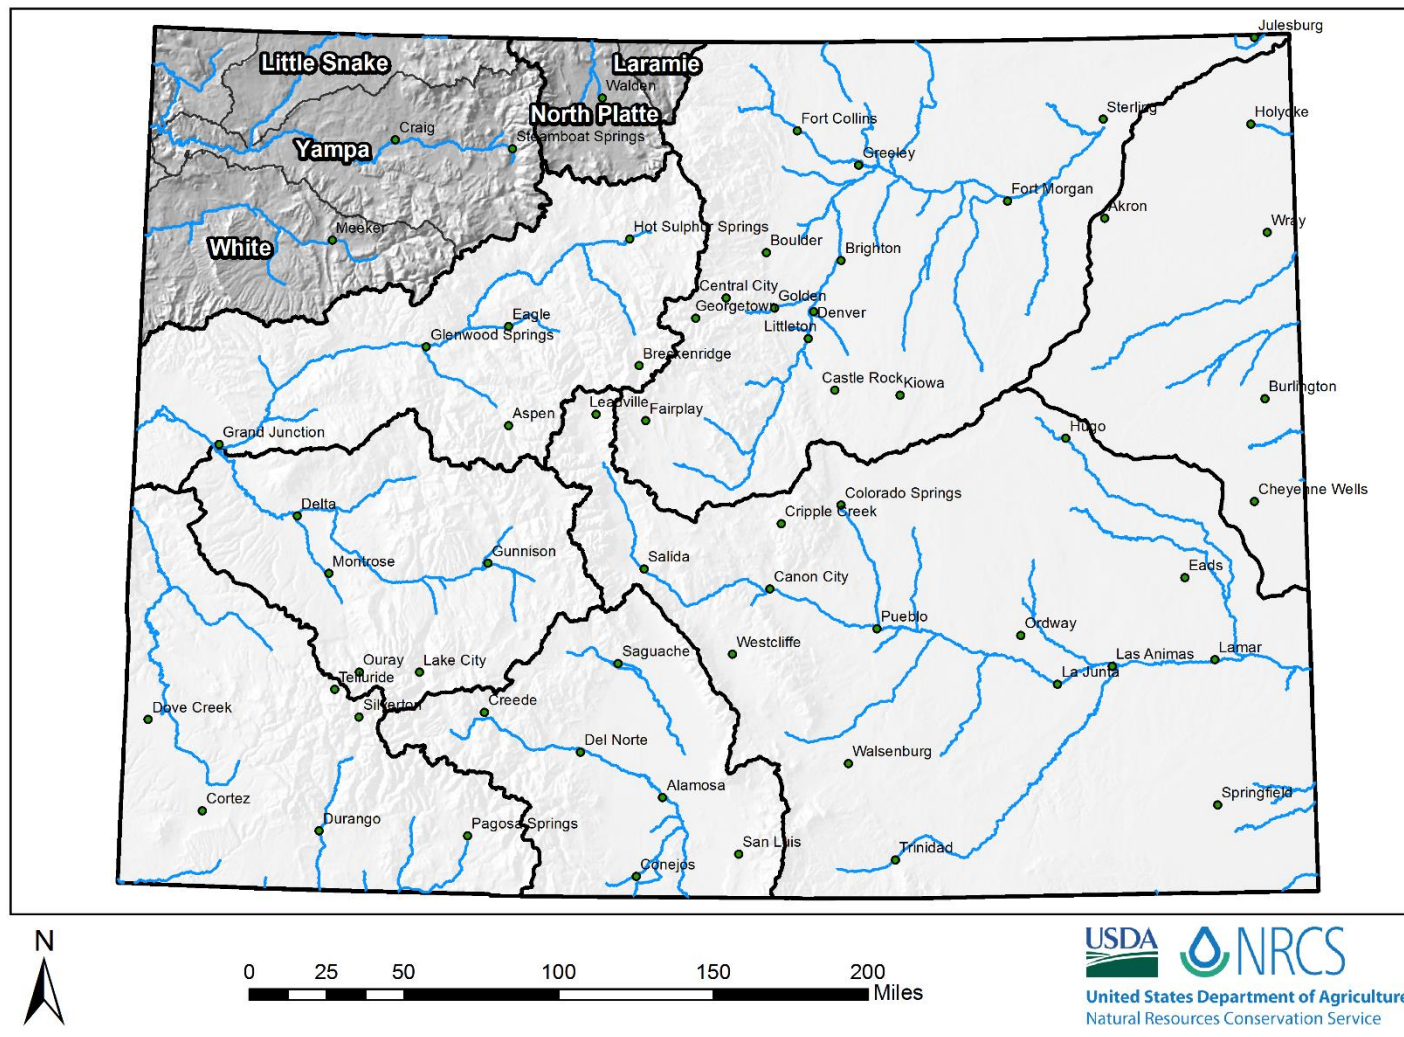 Julesburg
Little Snake
Laramie
Walden
North Platte
Sterling
Holyoke
Fort Collins
Craig
Steamboat Springs
Yampa
Greeley
Fort Morgan
Akron
Wray
Meeker
White
Hot Sulphur Springs
Boulder
Brighton
Central City
Golden
Georgetown
Denver
Eagle
Littleton
Glenwood Springs
Breckenridge
Castle Rock
Kiowa
Burlington
Leadville
Fairplay
Aspen
Grand Junction
Hugo
Cheyenne Wells
Colorado Springs
Delta
Cripple Creek
Gunnison
Salida
Montrose
Eads
Canon City
Pueblo
Ordway
Westcliffe
Saguache
Lamar
Las Animas
Ouray
Lake City
La Junta
Telluride
Silverton
Creede
Dove Creek
Del Norte
Walsenburg
Alamosa
Springfield
Cortez
Durango
Pagosa Springs
San Luis
Trinidad
Conejos
N
0 25 50 100 150 200
Miles
USDA
NRCS
United States Department of Agriculture
Natural Resources Conservation Service